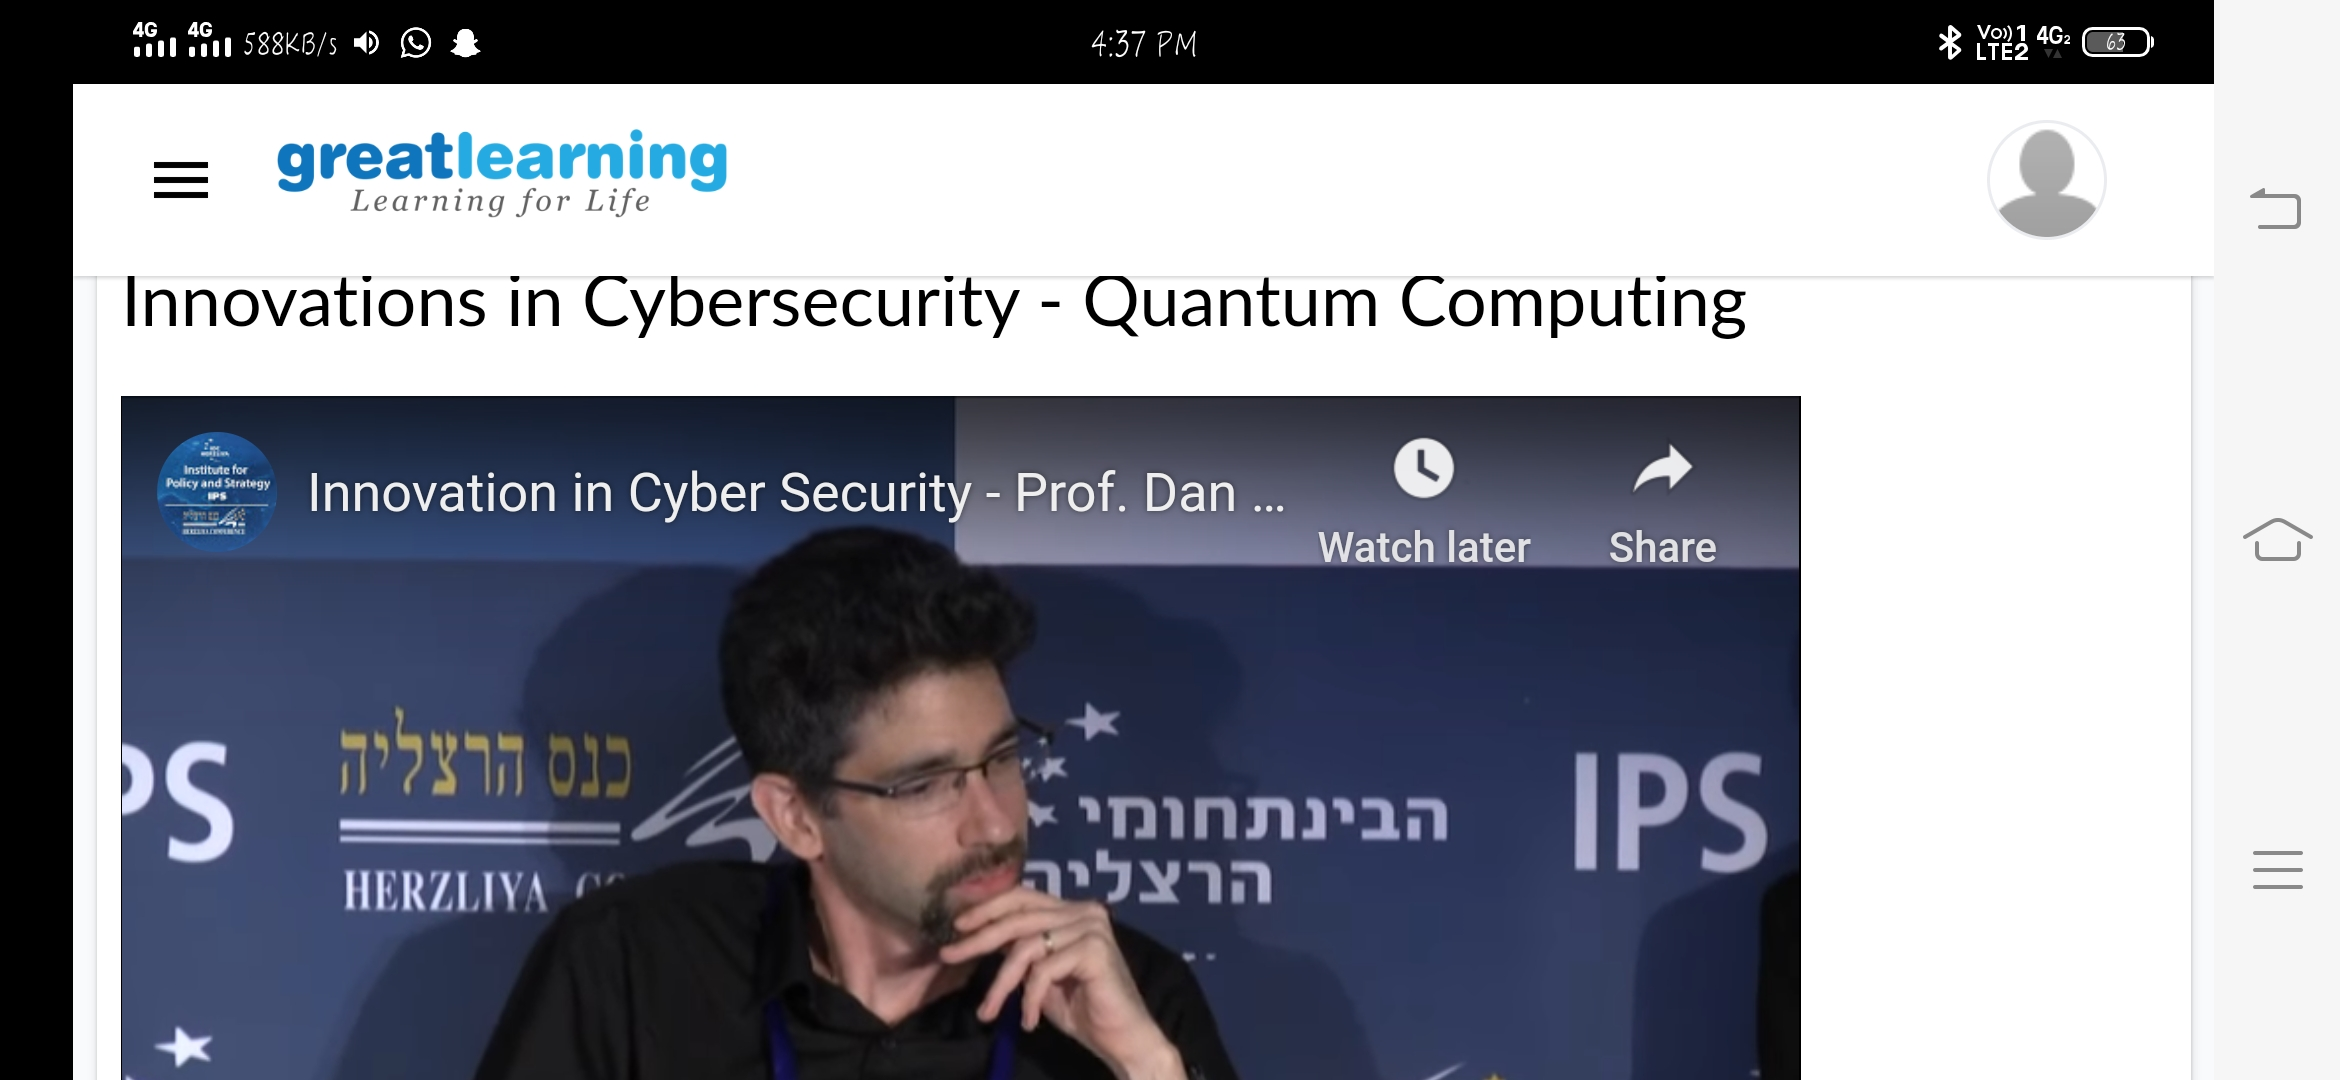 4G 4G 588KB/s 4:37 PM Vo)) 1 LTE2 4G2 63
greatlearning
Learning for Life
Innovations in Cybersecurity - Quantum Computing
Institute for
Policy and Strategy
IPS
HERZLIYA CONFERENCE
Innovation in Cyber Security - Prof. Dan ...
Watch later
Share
PS
כנס הרצליה
HERZLIYA
הבינתחומי
הרצליה
IPS